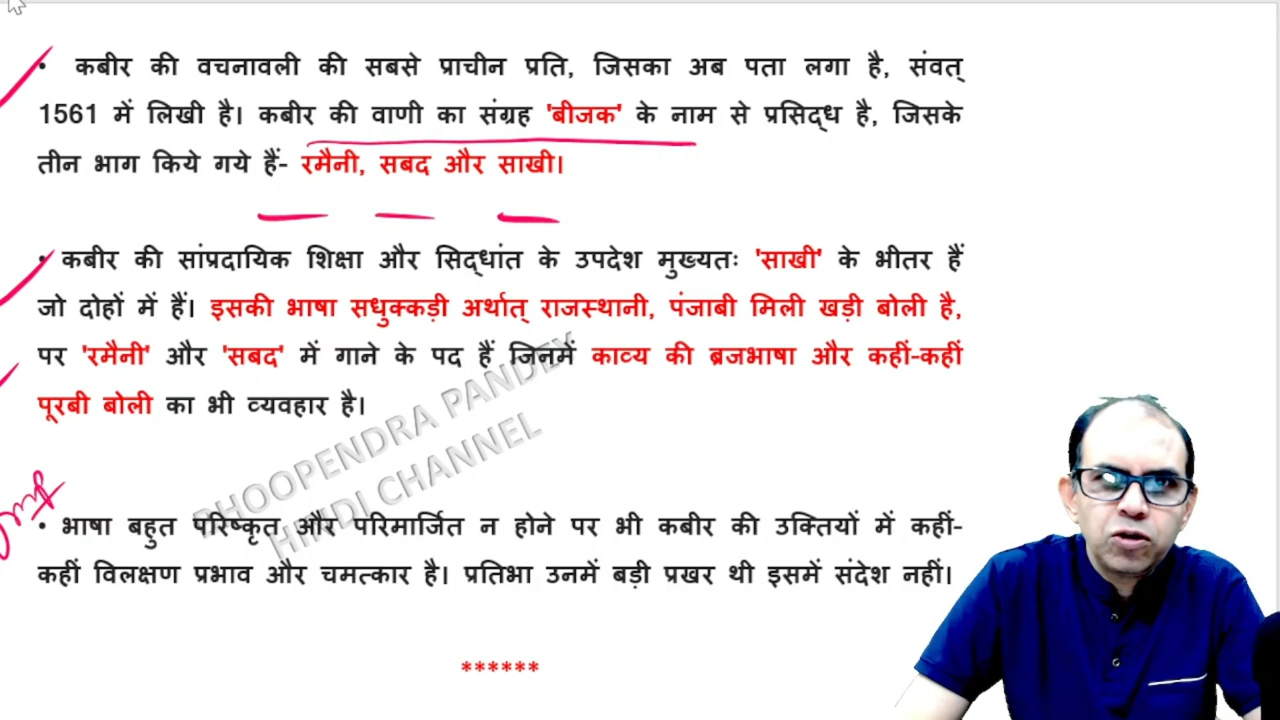 • कबीर की वचनावली की सबसे प्राचीन प्रति, जिसका अब पता लगा है, संवत्
1561 में लिखी है। कबीर की वाणी का संग्रह 'बीजक' के नाम से प्रसिद्ध है, जिसके
तीन भाग किये गये हैं- रमैनी, सबद और साखी।
• कबीर की सांप्रदायिक शिक्षा और सिद्धांत के उपदेश मुख्यतः 'साखी' के भीतर हैं
जो दोहों में हैं। इसकी भाषा सधुक्कड़ी अर्थात् राजस्थानी, पंजाबी मिली खड़ी बोली है,
पर 'रमैनी' और 'सबद' में गाने के पद हैं जिनमें काव्य की ब्रजभाषा और कहीं-कहीं
पूरबी बोली का भी व्यवहार है।
BHOOPENDRA PANDEY
HINDI CHANNEL
• भाषा बहुत परिष्कृत और परिमार्जित न होने पर भी कबीर की उक्तियों में कहीं-
कहीं विलक्षण प्रभाव और चमत्कार है। प्रतिभा उनमें बड़ी प्रखर थी इसमें संदेश नहीं।
******